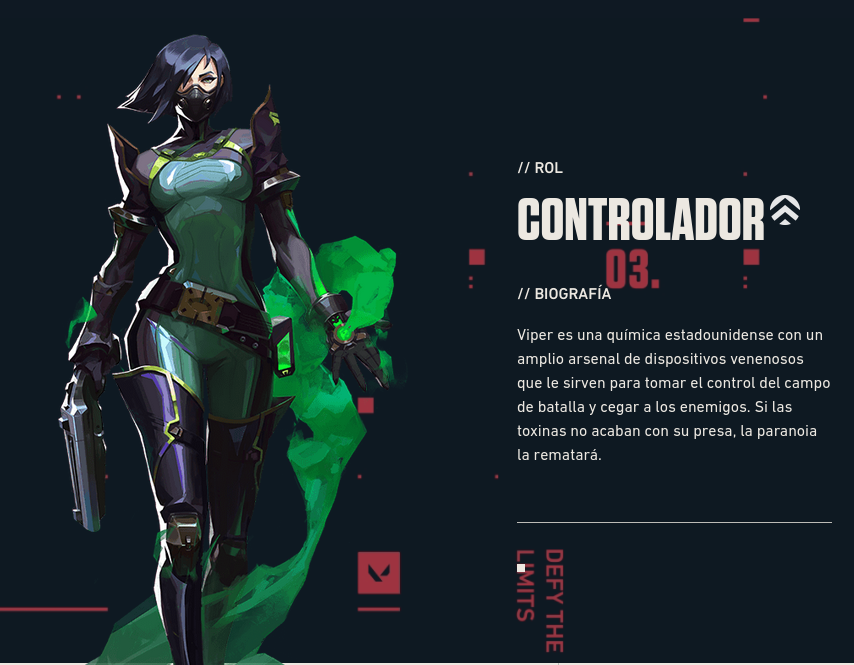 // ROL
CONTROLADOR
03.
// BIOGRAFÍA
Viper es una química estadounidense con un
amplio arsenal de dispositivos venenosos
que le sirven para tomar el control del campo
de batalla y cegar a los enemigos. Si las
toxinas no acaban con su presa, la paranoia
la rematará.
DEFY THE
LIMITS